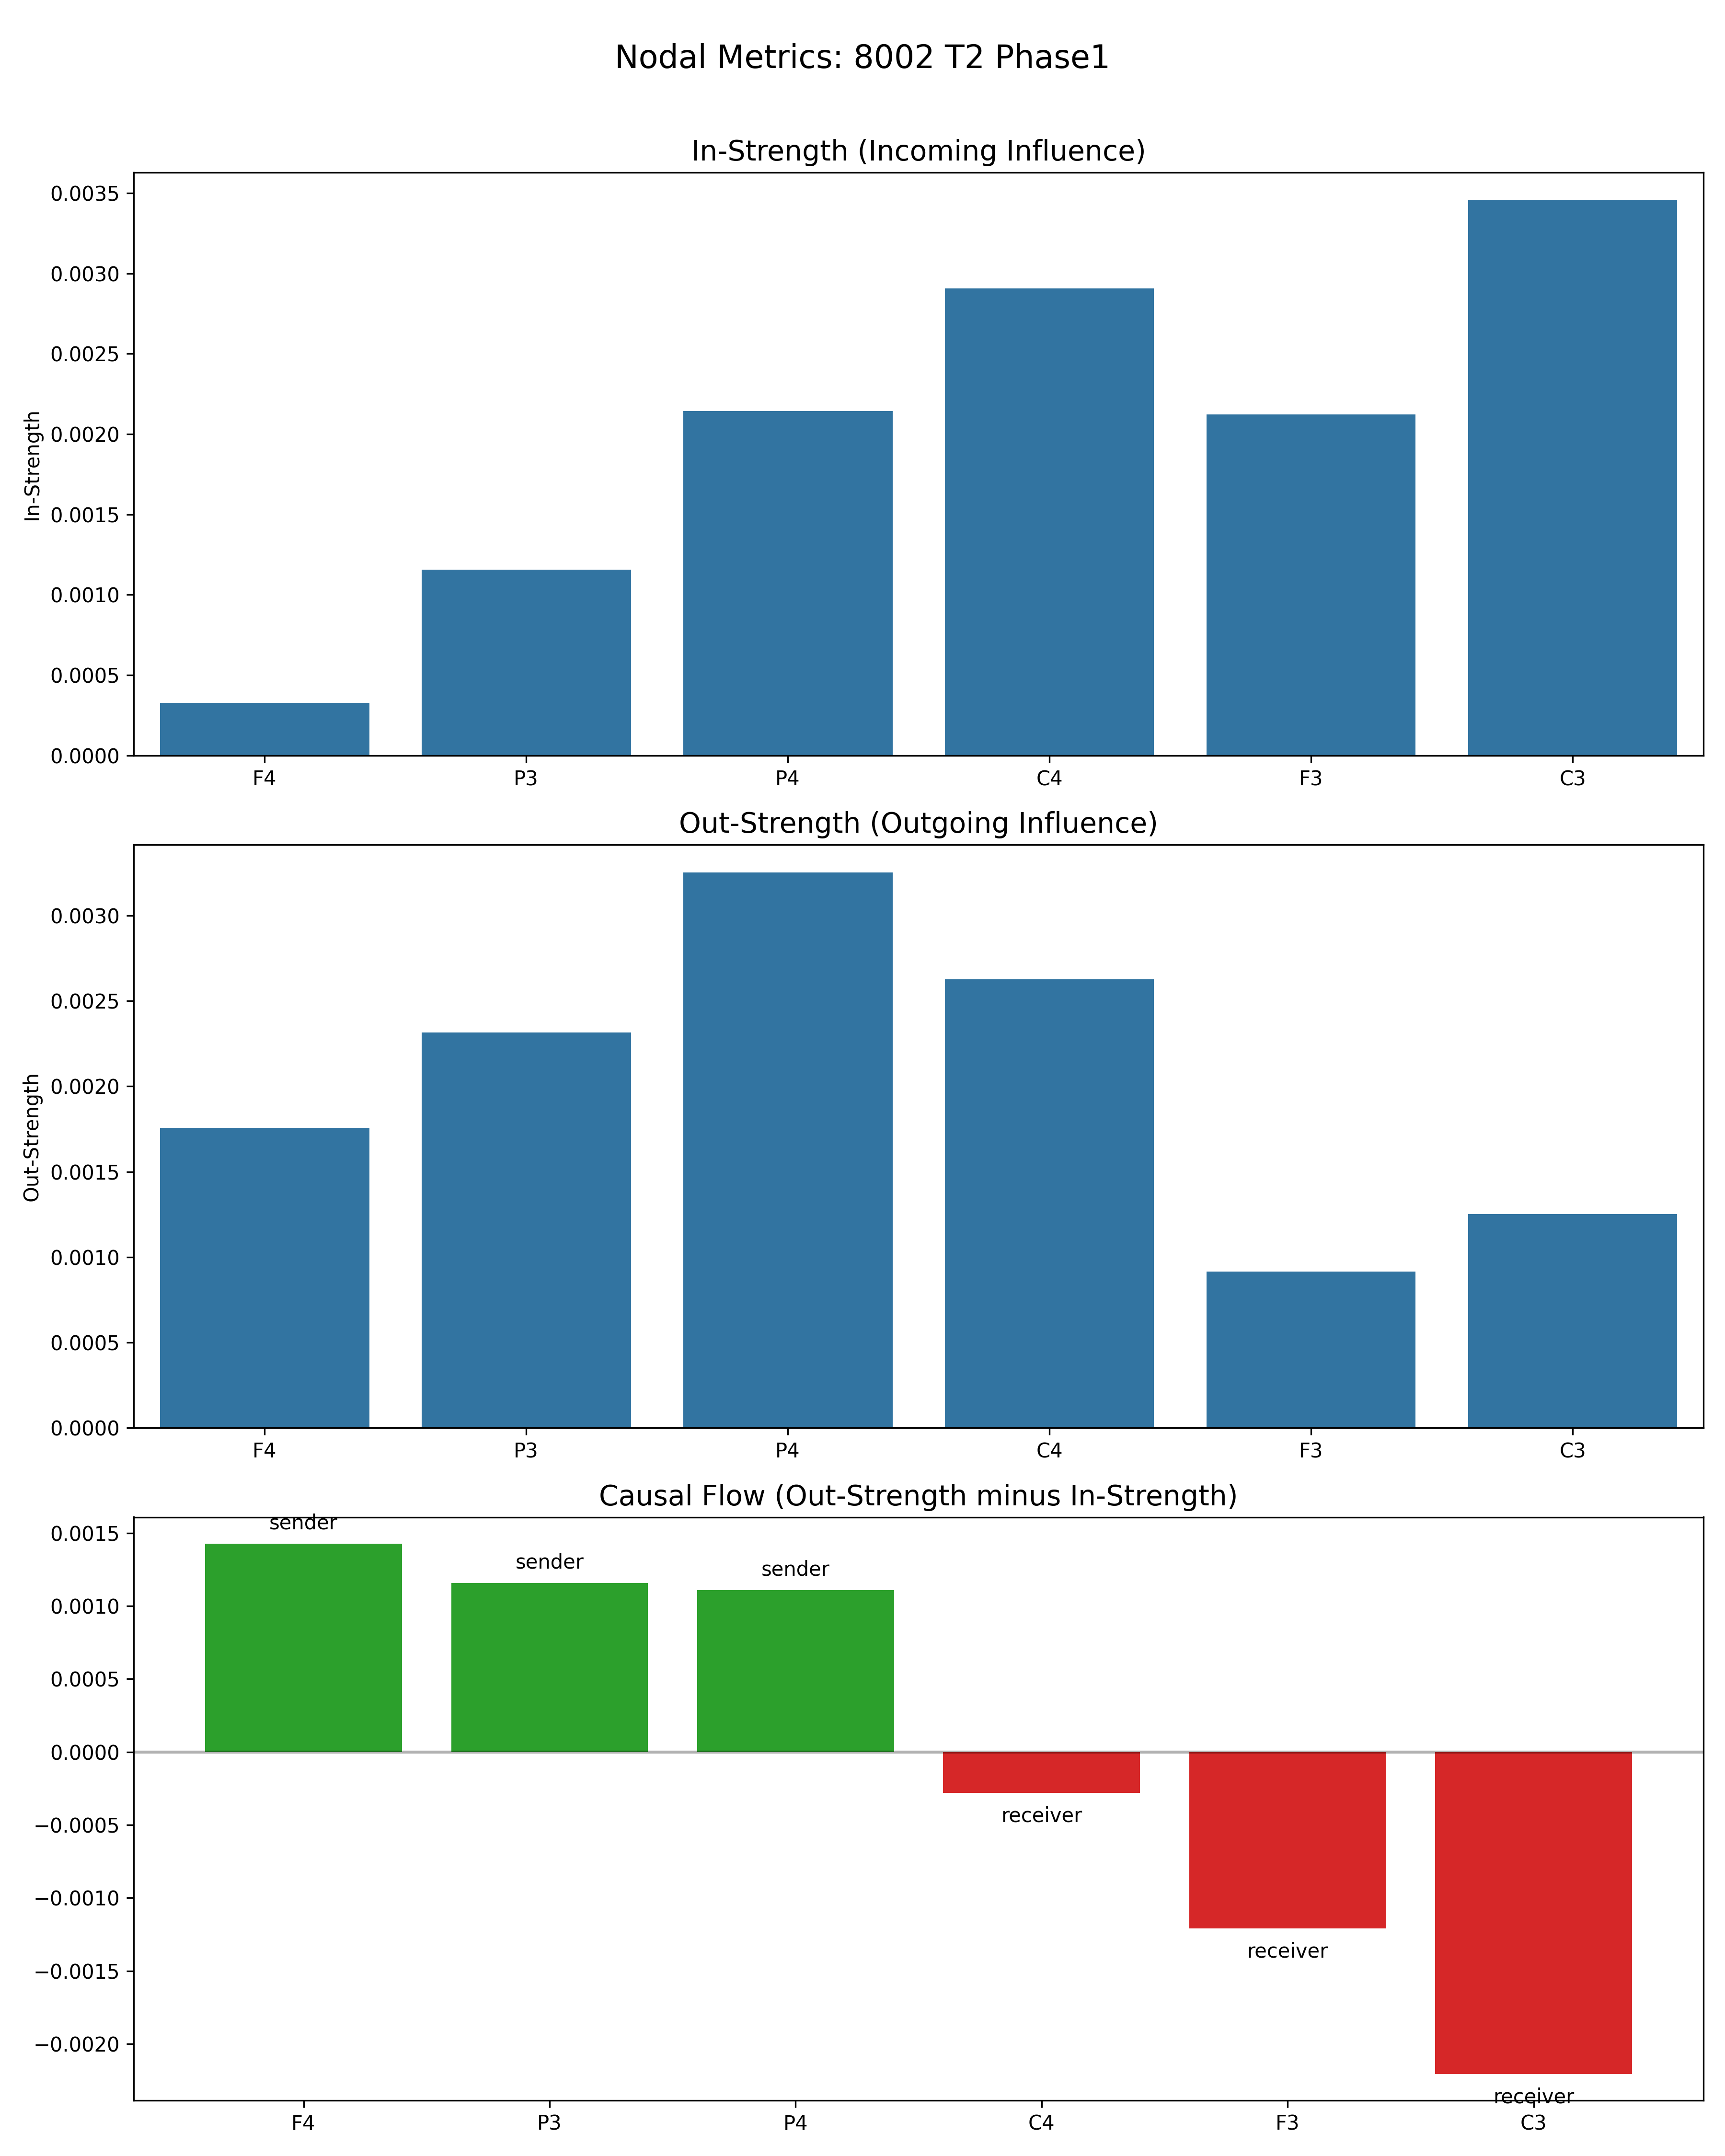 Nodal Metrics: 8002 T2 Phase1
In-Strength (Incoming Influence)
In-Strength
0.0035
0.0030
0.0025
0.0020
0.0015
0.0010
0.0005
0.0000
F4 P3 P4 C4 F3 C3
Out-Strength (Outgoing Influence)
Out-Strength
0.0030
0.0025
0.0020
0.0015
0.0010
0.0005
0.0000
F4 P3 P4 C4 F3 C3
Causal Flow (Out-Strength minus In-Strength)
0.0015
0.0010
0.0005
0.0000
−0.0005
−0.0010
−0.0015
−0.0020
sender
sender
sender
receiver
receiver
receiver
F4 P3 P4 C4 F3 C3